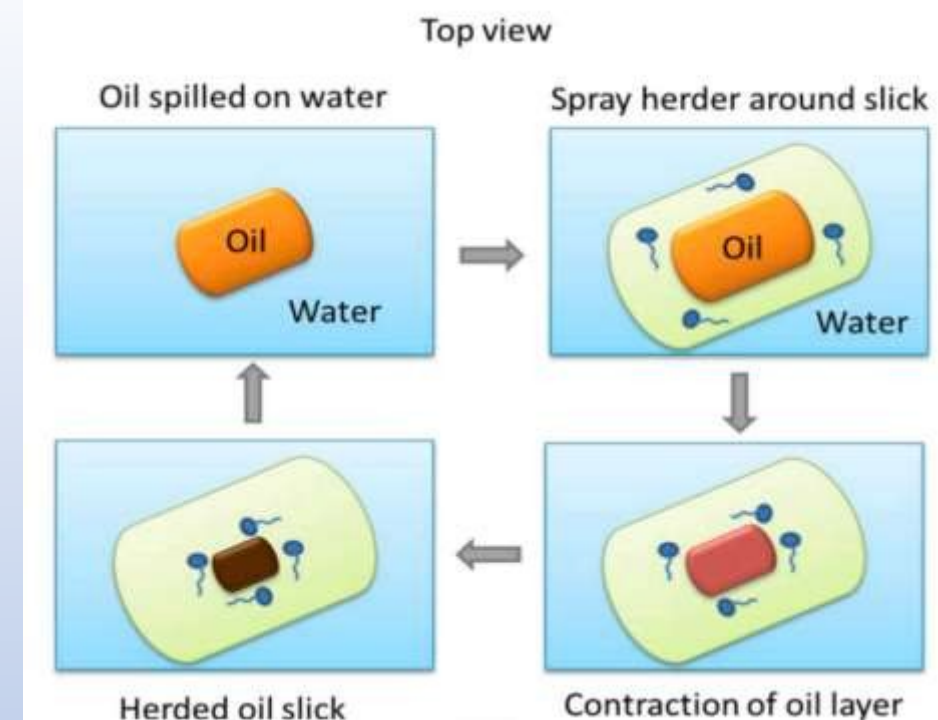 Top view
Oil spilled on water
Spray herder around slick
Oil
Water
Oil
Water
Herded oil slick
Contraction of oil layer